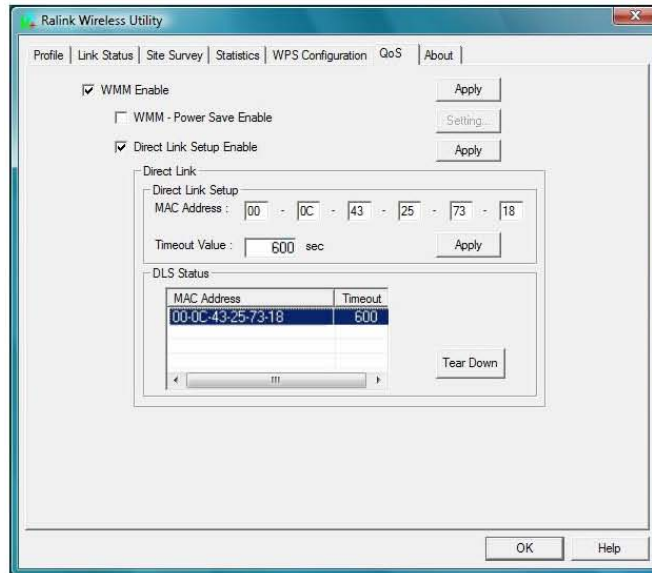 Ralink Wireless Utility
Profile Link Status Site Survey Statistics WPS Configuration QoS About
WMM Enable Apply
WMM - Power Save Enable Setting...
Direct Link Setup Enable Apply
Direct Link
Direct Link Setup
MAC Address : 00 - 0C - 43 - 25 - 73 - 18
Timeout Value : 600 sec Apply
DLS Status
MAC Address Timeout
00-0C-43-25-73-18 600
Tear Down
OK Help